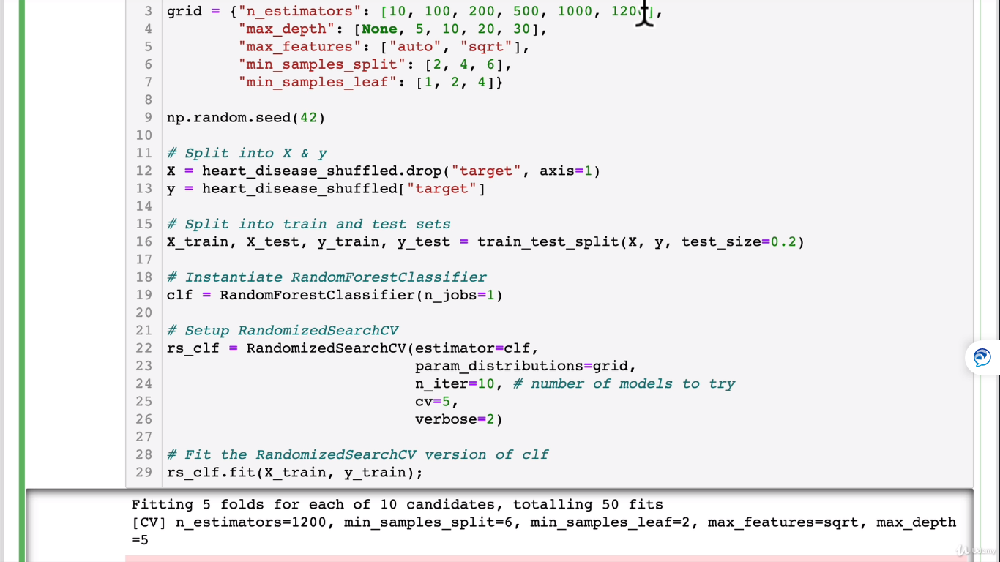 3 grid = {"n_estimators": [10, 100, 200, 500, 1000, 120 ],
4 "max_depth": [None, 5, 10, 20, 30],
5 "max_features": ["auto", "sqrt"],
6 "min_samples_split": [2, 4, 6],
7 "min_samples_leaf": [1, 2, 4]}
8
9 np.random.seed(42)
10
11 # Split into X & y
12 X = heart_disease_shuffled.drop("target", axis=1)
13 y = heart_disease_shuffled["target"]
14
15 # Split into train and test sets
16 X_train, X_test, y_train, y_test = train_test_split(X, y, test_size=0.2)
17
18 # Instantiate RandomForestClassifier
19 clf = RandomForestClassifier(n_jobs=1)
20
21 # Setup RandomizedSearchCV
22 rs_clf = RandomizedSearchCV(estimator=clf,
23 param_distributions=grid,
24 n_iter=10, # number of models to try
25 cv=5,
26 verbose=2)
27
28 # Fit the RandomizedSearchCV version of clf
29 rs_clf.fit(X_train, y_train);
Fitting 5 folds for each of 10 candidates, totalling 50 fits
[CV] n_estimators=1200, min_samples_split=6, min_samples_leaf=2, max_features=sqrt, max_depth
=5
Udemy